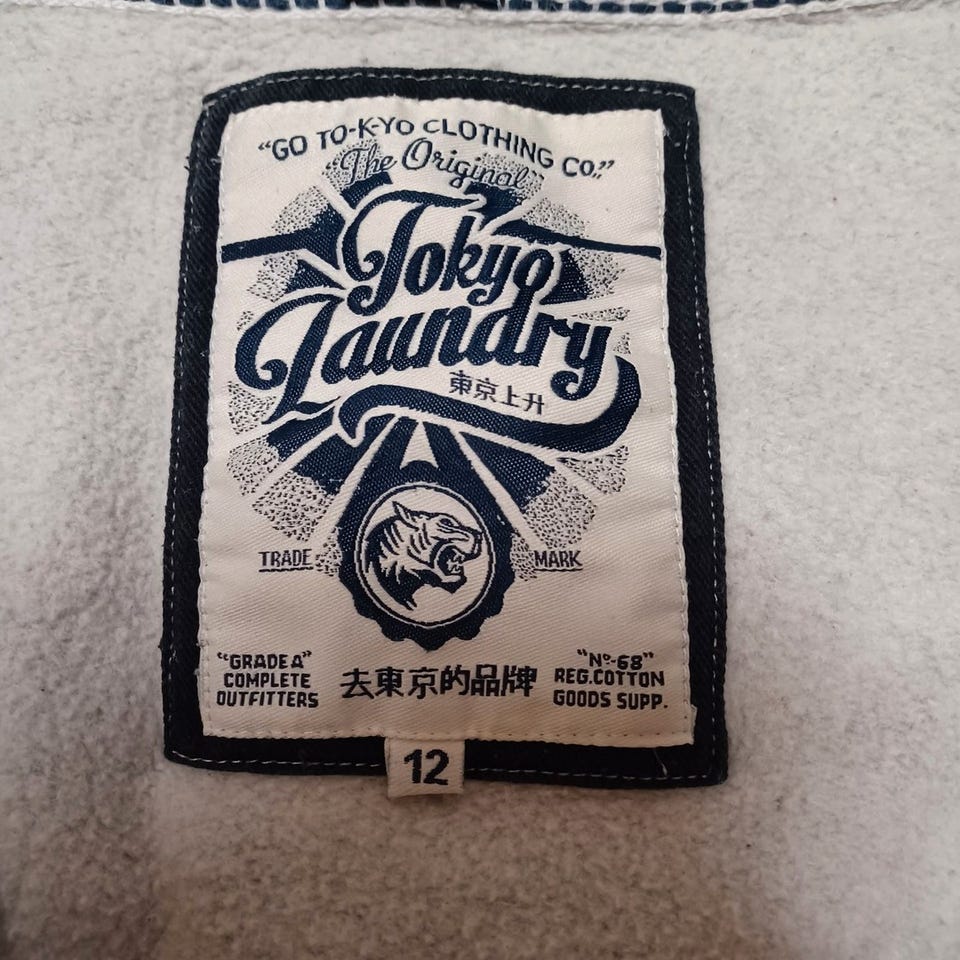 “GO TO-K-YO CLOTHING CO.”
“The Original”
Tokyo
Laundry
東京上升
TRADE MARK
“GRADE A”
COMPLETE
OUTFITTERS
去東京的品牌
“Nº-68”
REG.COTTON
GOODS SUPP.
12